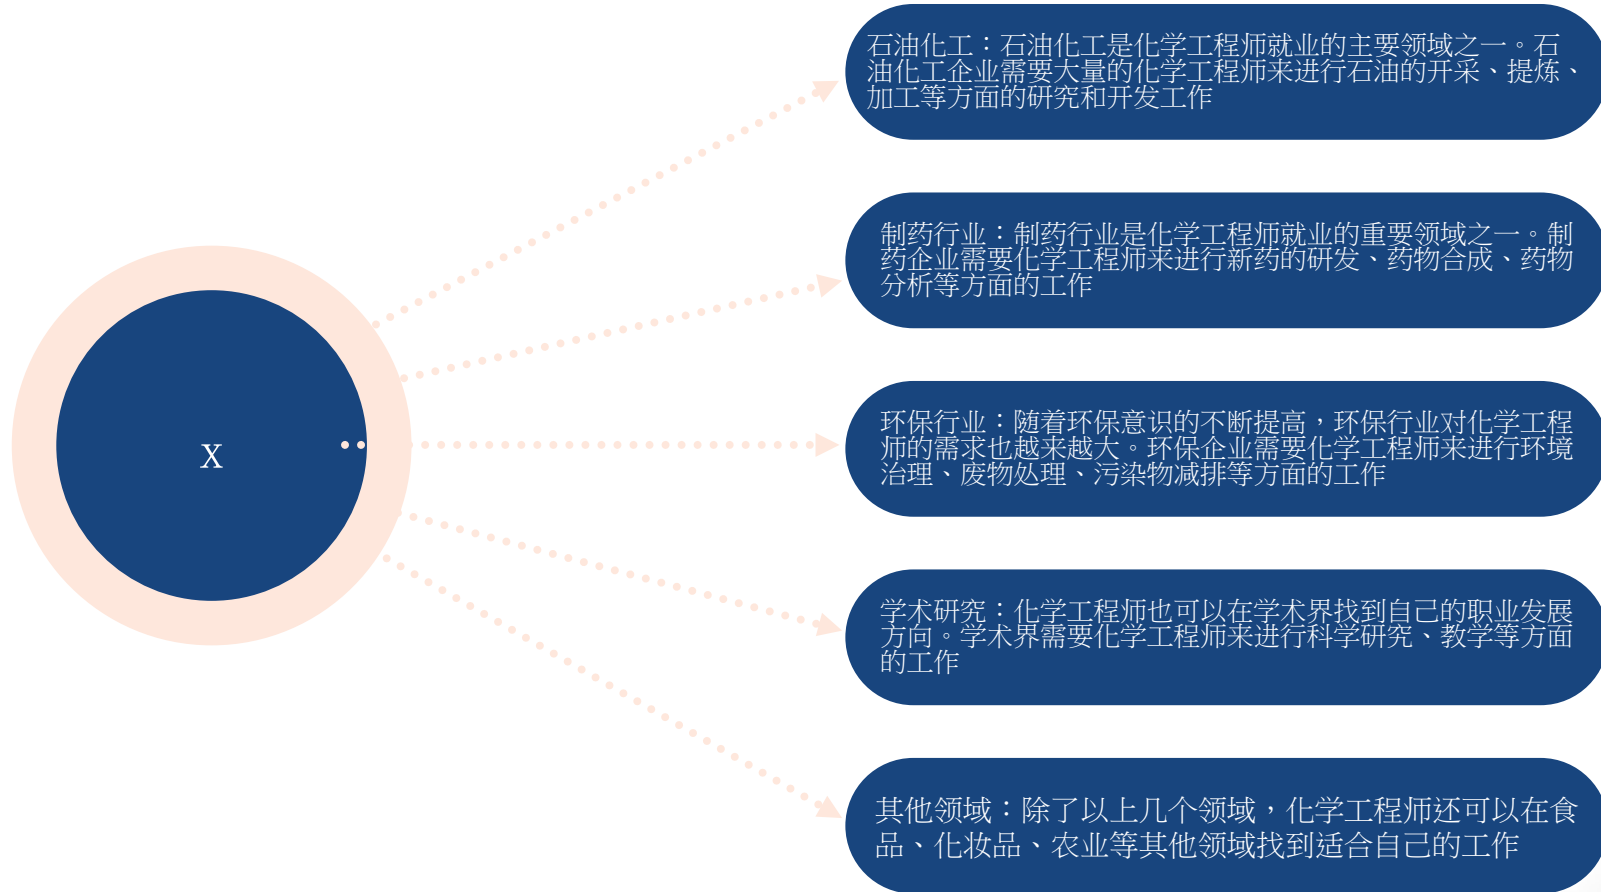 石油化工：石油化工是化学工程师就业的主要领域之一。石
油化工企业需要大量的化学工程师来进行石油的开采、提炼、
加工等方面的研究和开发工作
制药行业：制药行业是化学工程师就业的重要领域之一。制
药企业需要化学工程师来进行新药的研发、药物合成、药物
分析等方面的工作
X
环保行业：随着环保意识的不断提高，环保行业对化学工程
师的需求也越来越大。环保企业需要化学工程师来进行环境
治理、废物处理、污染物减排等方面的工作
学术研究：化学工程师也可以在学术界找到自己的职业发展
方向。学术界需要化学工程师来进行科学研究、教学等方面
的工作
其他领域：除了以上几个领域，化学工程师还可以在食
品、化妆品、农业等其他领域找到适合自己的工作